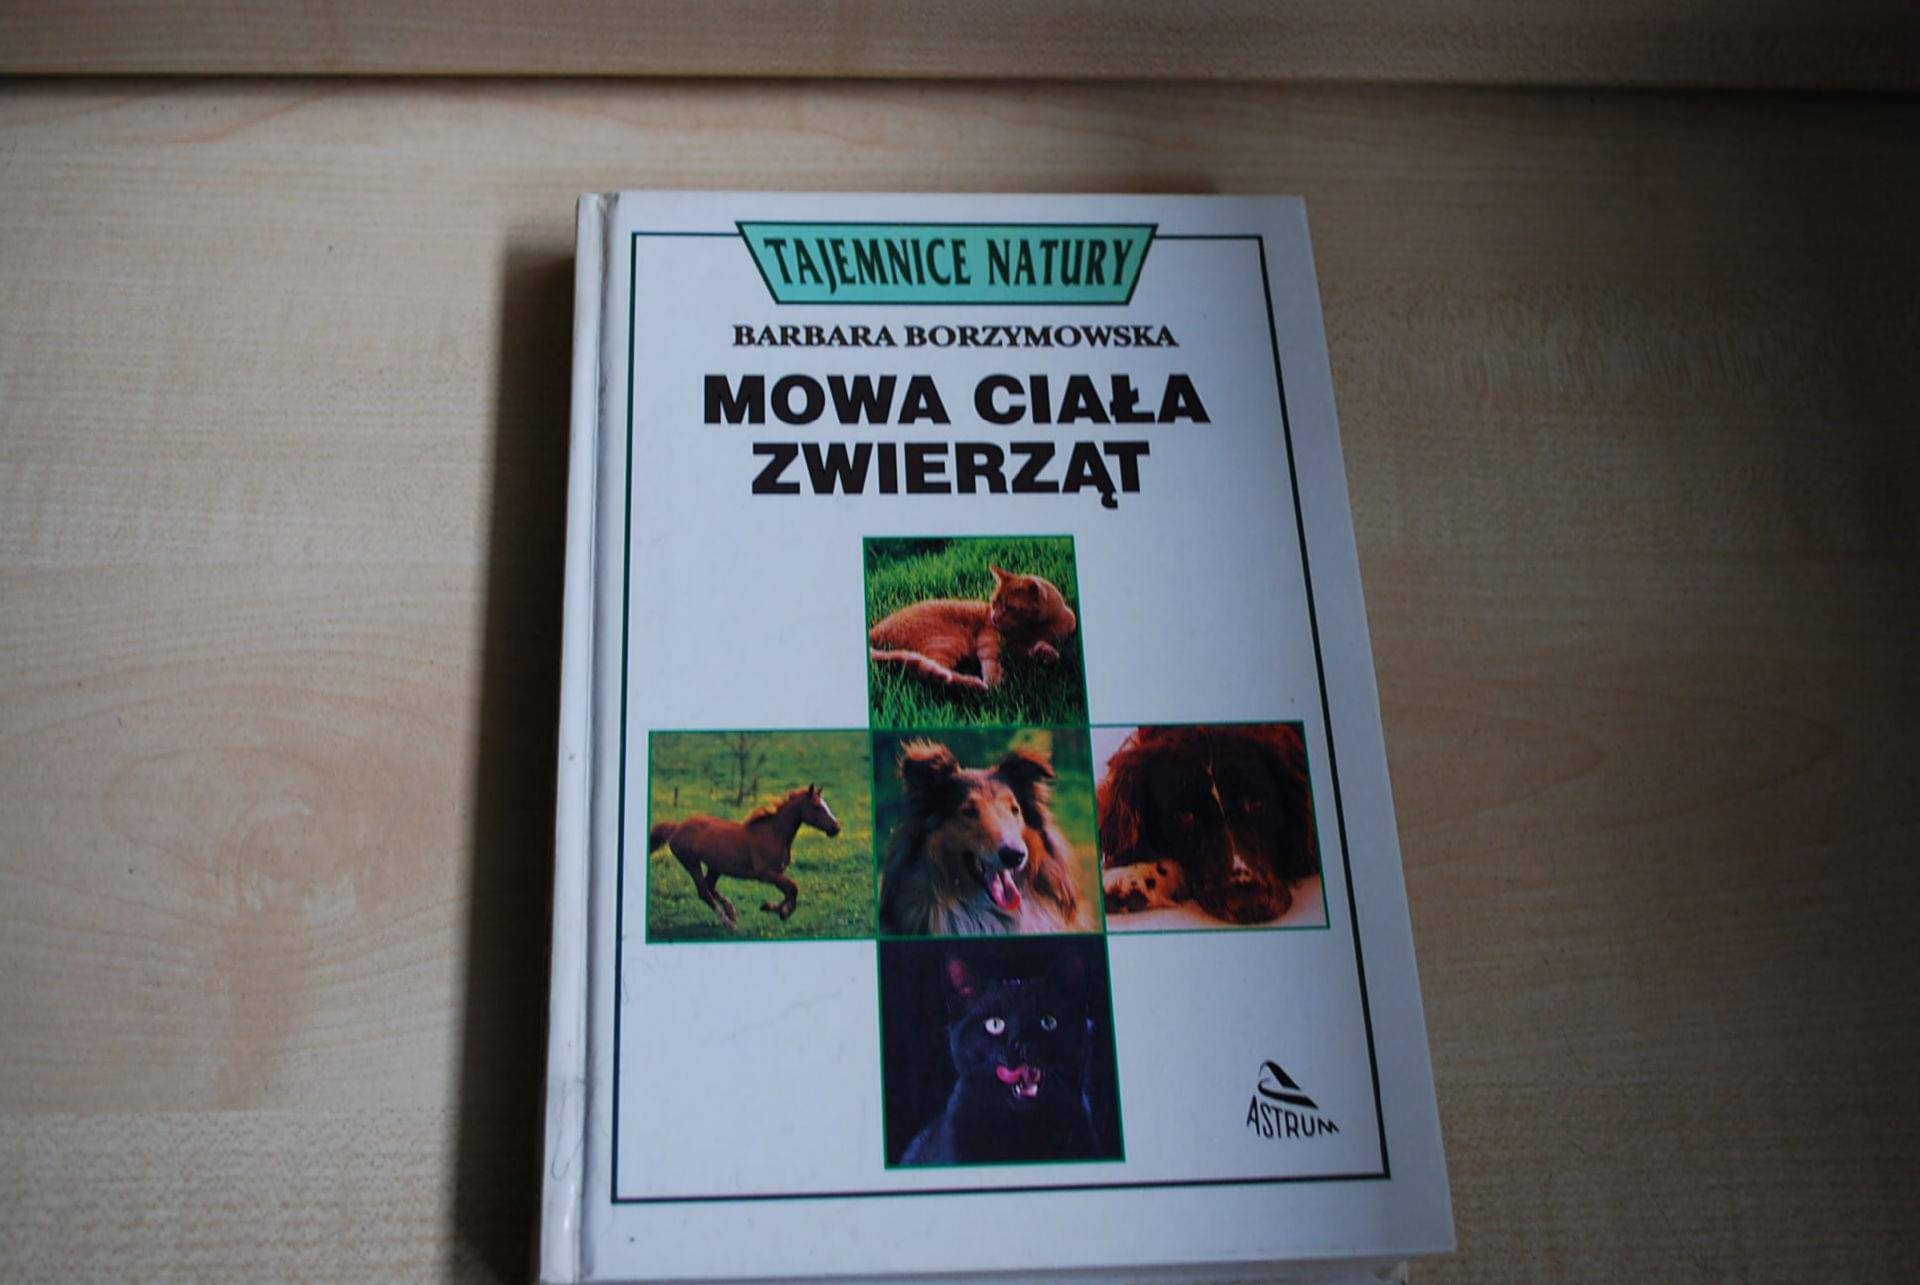 TAJEMNICE NATURY
BARBARA BORZYMOWSKA
MOWA CIAŁA
ZWIERZĄT
ASTRUM